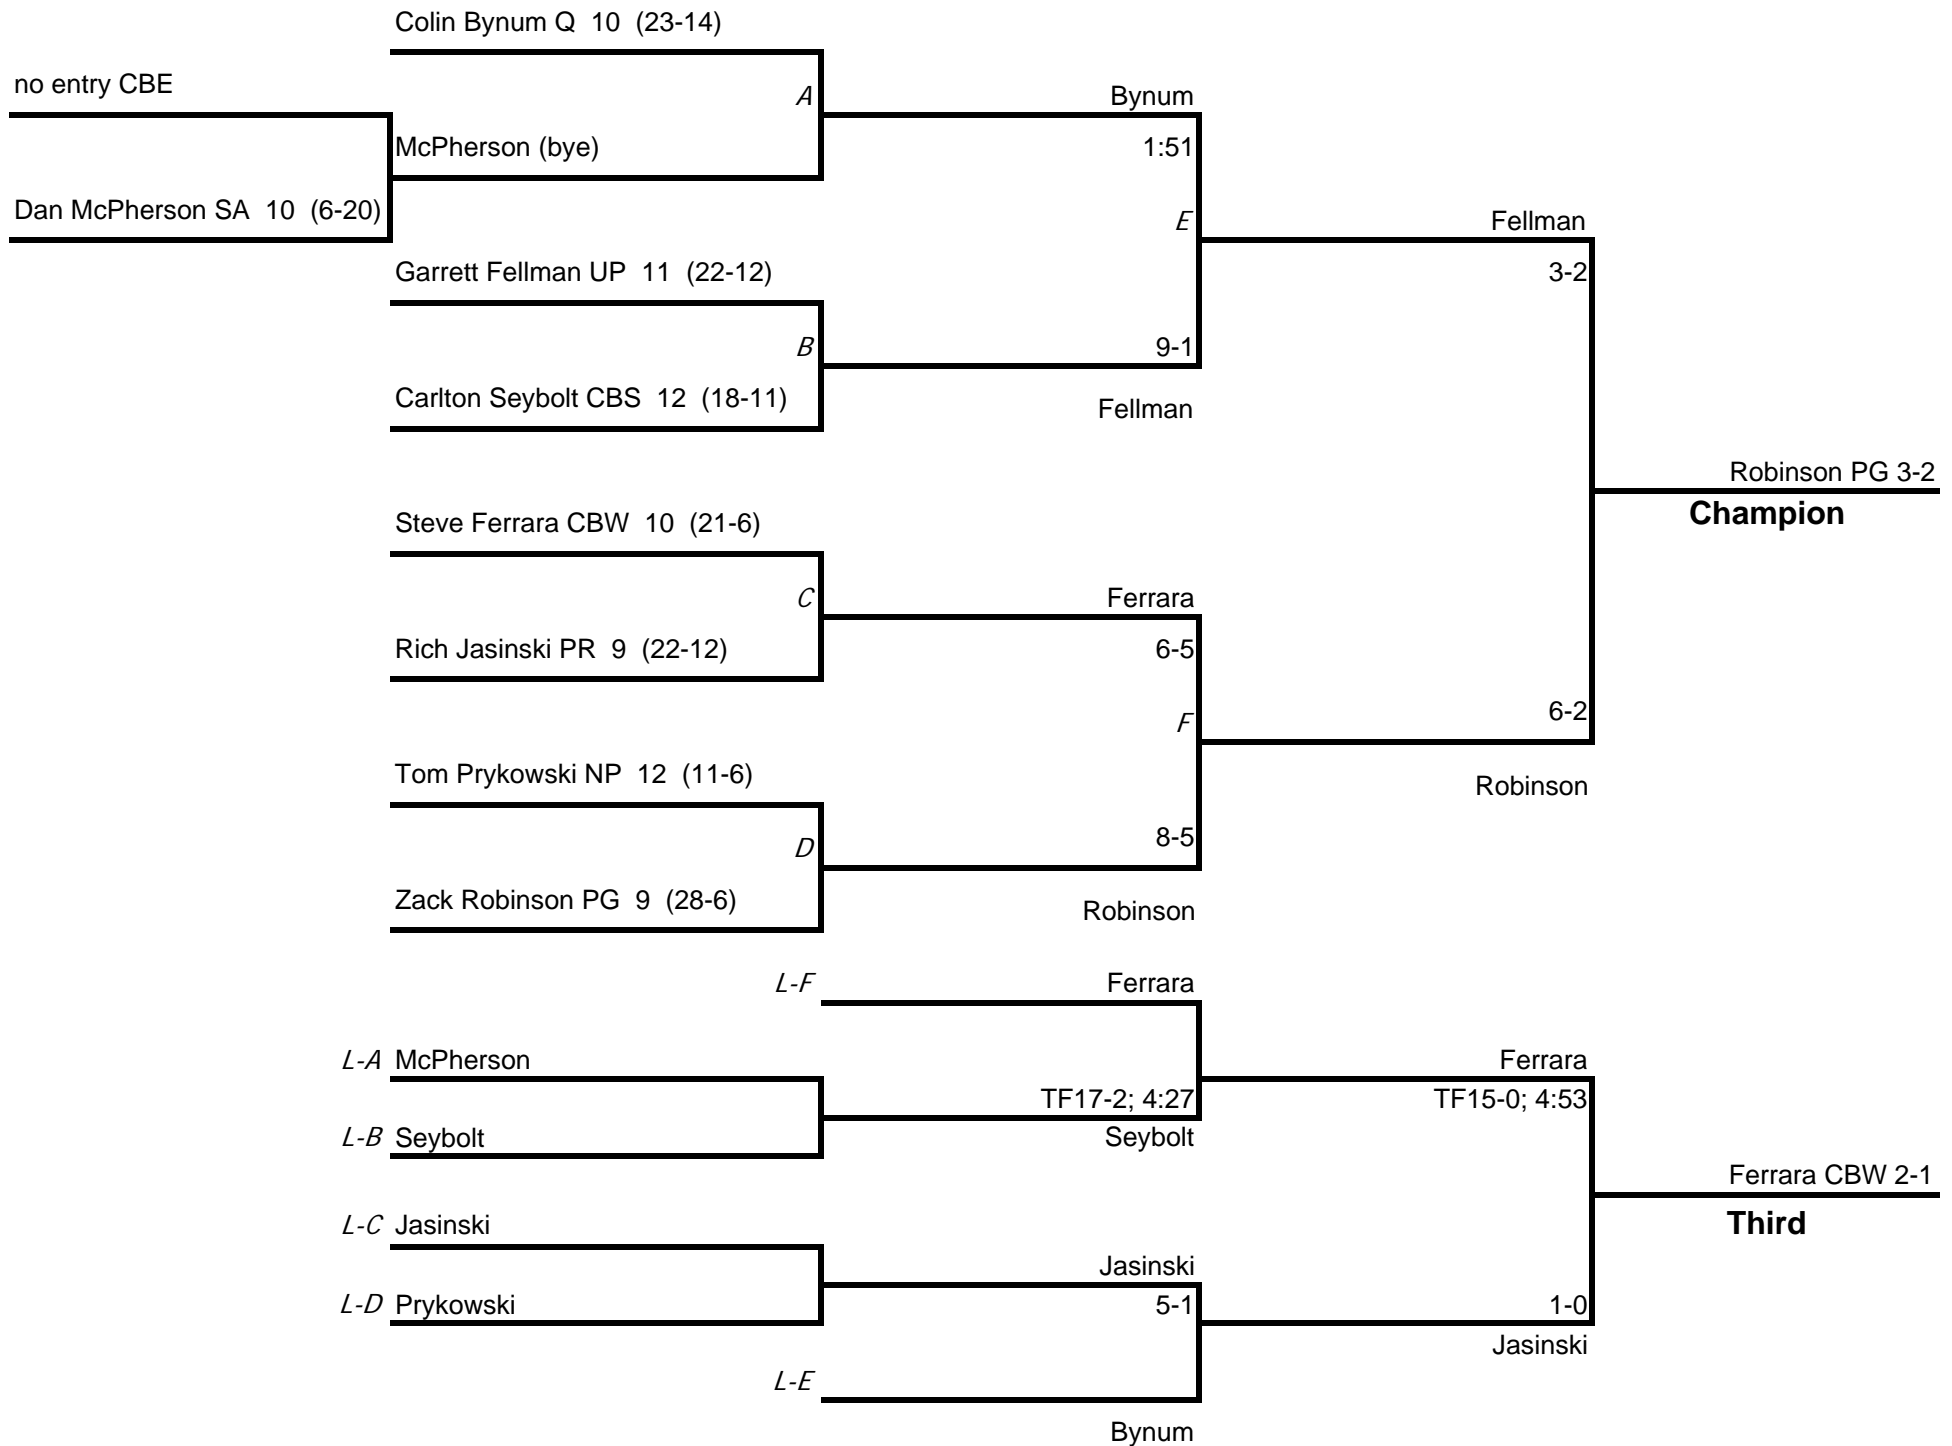 Colin Bynum Q  10  (23-14)
no entry CBE
A
Bynum
McPherson (bye)
1:51
Dan McPherson SA  10  (6-20)
E
Fellman
Garrett Fellman UP  11  (22-12)
3-2
B
9-1
Carlton Seybolt CBS  12  (18-11)
Fellman
Robinson PG 3-2
Champion
Steve Ferrara CBW  10  (21-6)
C
Ferrara
Rich Jasinski PR  9  (22-12)
6-5
F
6-2
Tom Prykowski NP  12  (11-6)
Robinson
D
8-5
Zack Robinson PG  9  (28-6)
Robinson
L-F
Ferrara
L-A McPherson
Ferrara
TF17-2; 4:27
TF15-0; 4:53
L-B Seybolt
Seybolt
Ferrara CBW 2-1
Third
L-C Jasinski
Jasinski
L-D Prykowski
5-1
1-0
Jasinski
L-E
Bynum